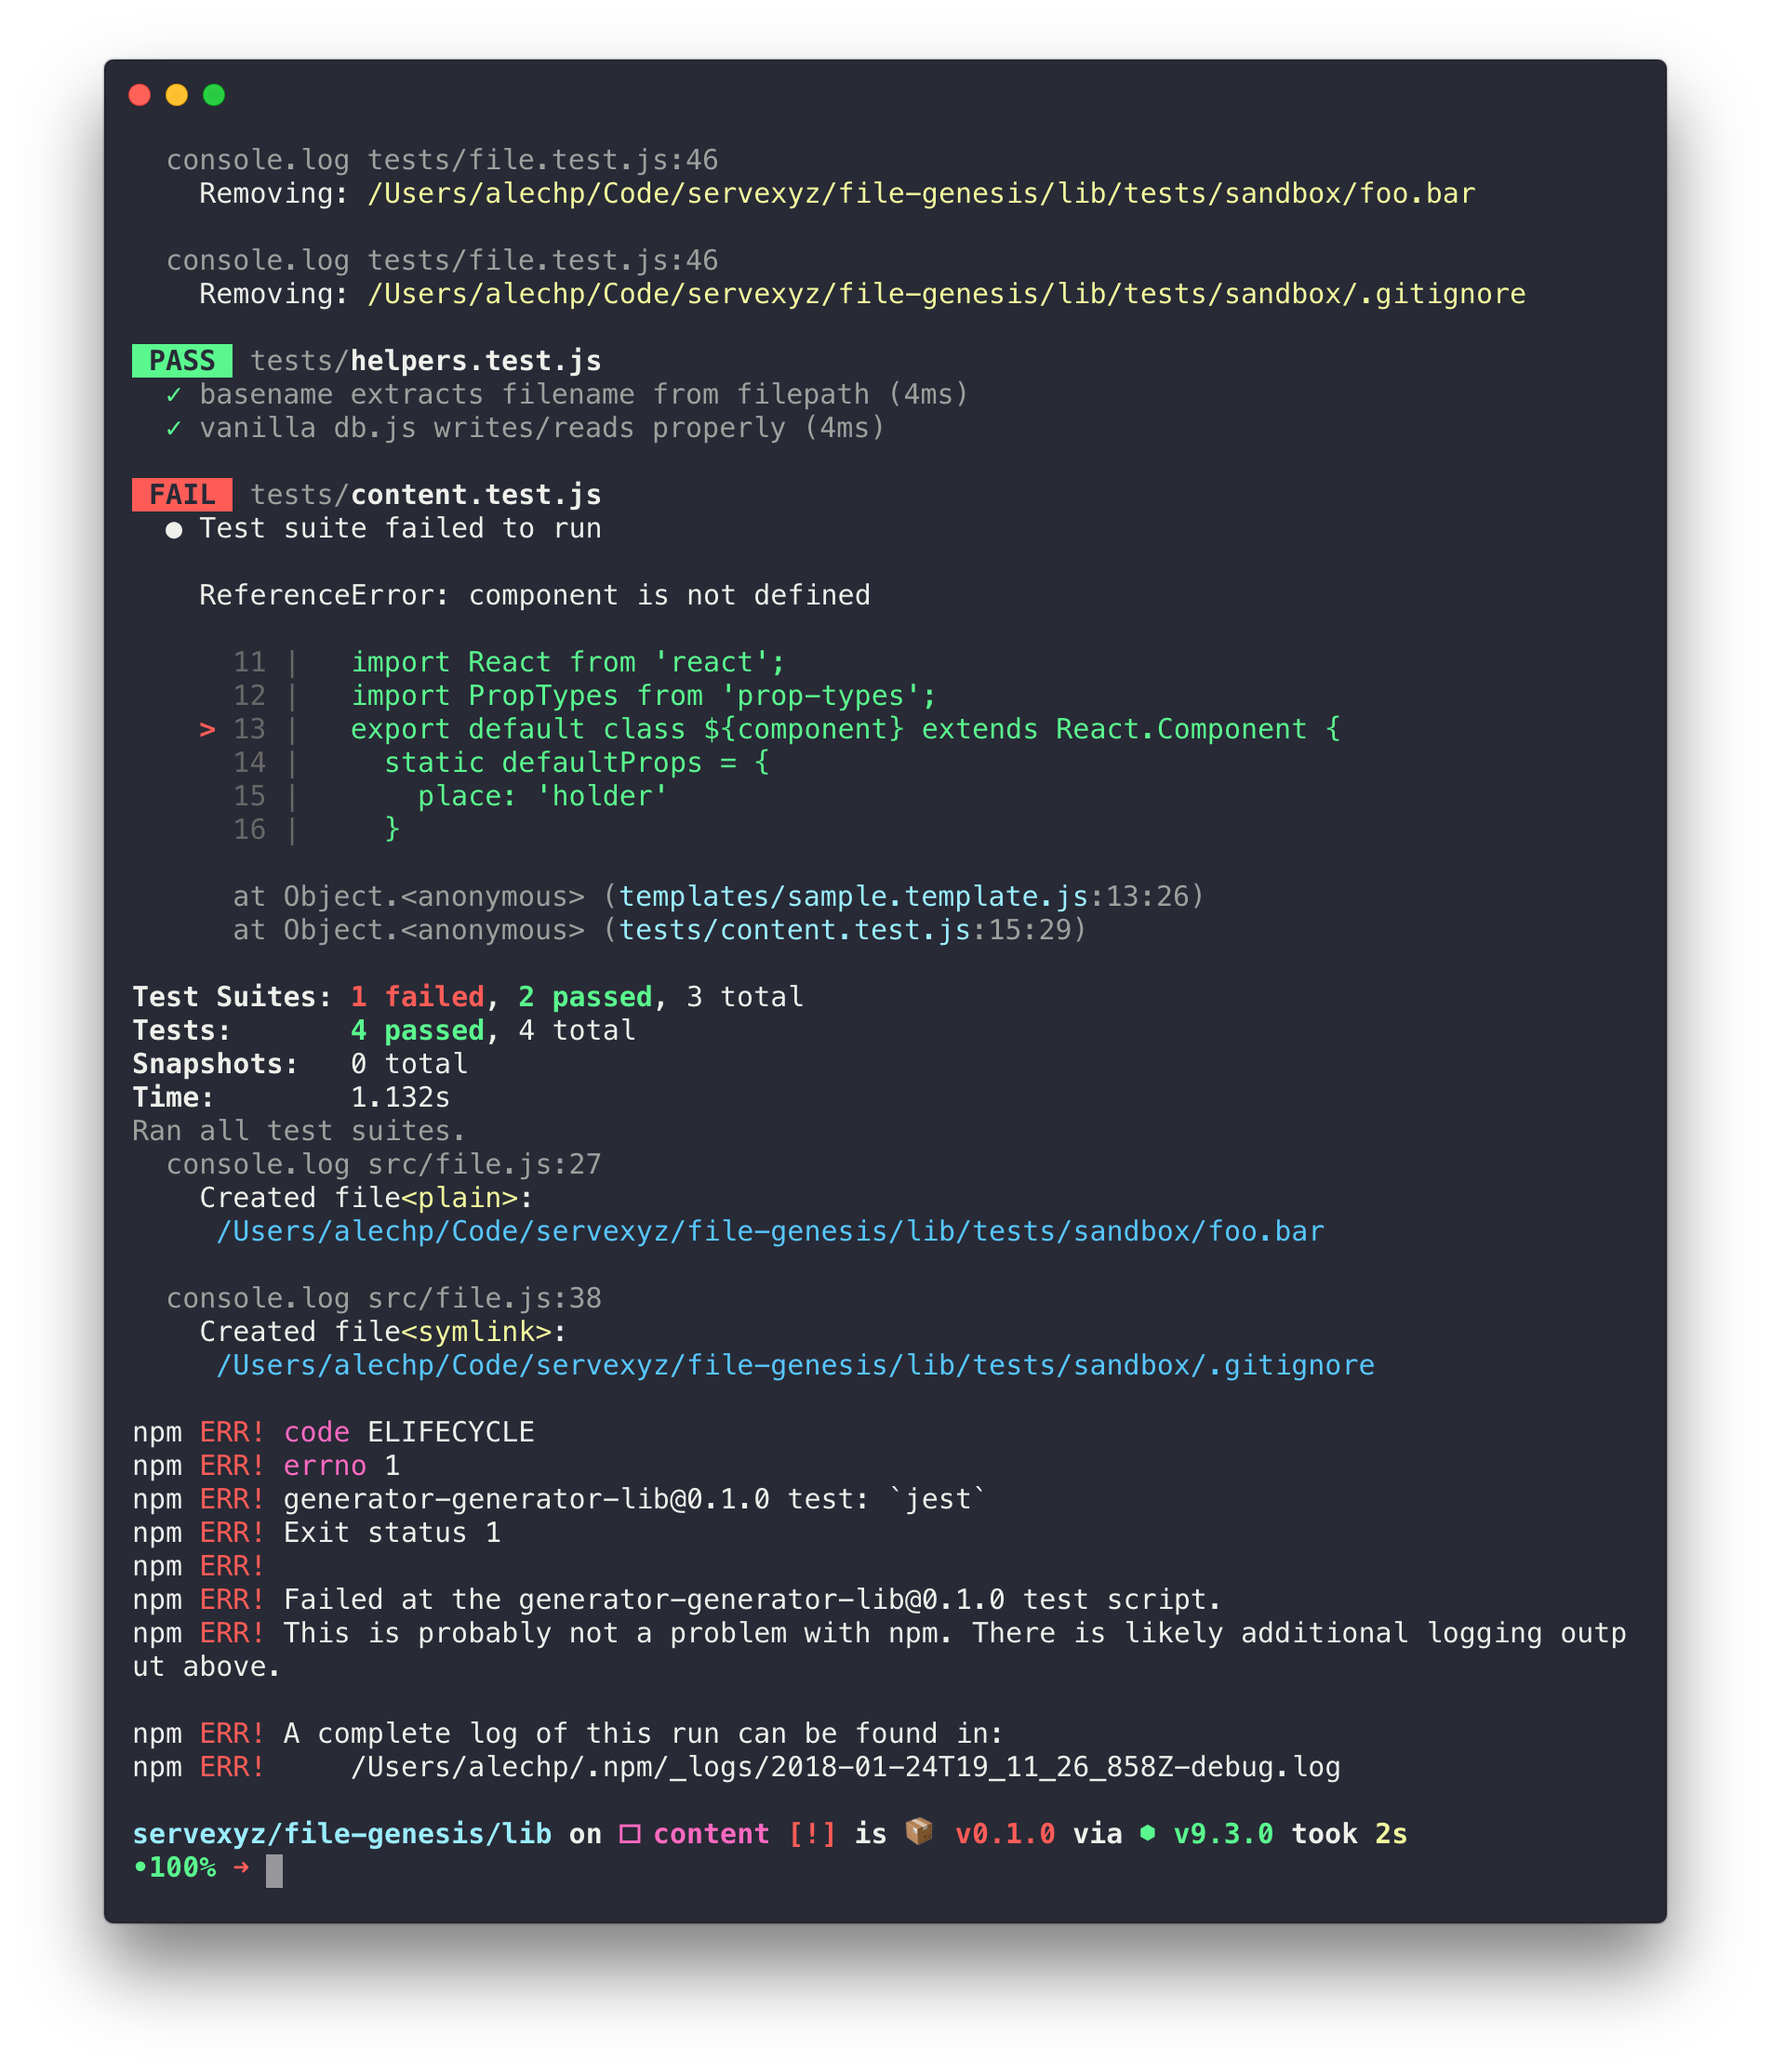 console.log tests/file.test.js:46
Removing: /Users/alechp/Code/servexyz/file-genesis/lib/tests/sandbox/foo.bar
console.log tests/file.test.js:46
Removing: /Users/alechp/Code/servexyz/file-genesis/lib/tests/sandbox/.gitignore
PASS tests/helpers.test.js
✓ basename extracts filename from filepath (4ms)
✓ vanilla db.js writes/reads properly (4ms)
FAIL tests/content.test.js
● Test suite failed to run
ReferenceError: component is not defined
11 |   import React from 'react';
12 |   import PropTypes from 'prop-types';
> 13 |   export default class ${component} extends React.Component {
14 |     static defaultProps = {
15 |       place: 'holder'
16 |     }
at Object.<anonymous> (templates/sample.template.js:13:26)
at Object.<anonymous> (tests/content.test.js:15:29)
Test Suites: 1 failed, 2 passed, 3 total
Tests:       4 passed, 4 total
Snapshots:   0 total
Time:        1.132s
Ran all test suites.
console.log src/file.js:27
Created file<plain>:
/Users/alechp/Code/servexyz/file-genesis/lib/tests/sandbox/foo.bar
console.log src/file.js:38
Created file<symlink>:
/Users/alechp/Code/servexyz/file-genesis/lib/tests/sandbox/.gitignore
npm ERR! code ELIFECYCLE
npm ERR! errno 1
npm ERR! generator-generator-lib@0.1.0 test: `jest`
npm ERR! Exit status 1
npm ERR!
npm ERR! Failed at the generator-generator-lib@0.1.0 test script.
npm ERR! This is probably not a problem with npm. There is likely additional logging outp
ut above.
npm ERR! A complete log of this run can be found in:
npm ERR!     /Users/alechp/.npm/_logs/2018-01-24T19_11_26_858Z-debug.log
servexyz/file-genesis/lib on □ content [!] is 📦 v0.1.0 via ⬢ v9.3.0 took 2s
•100% ➜